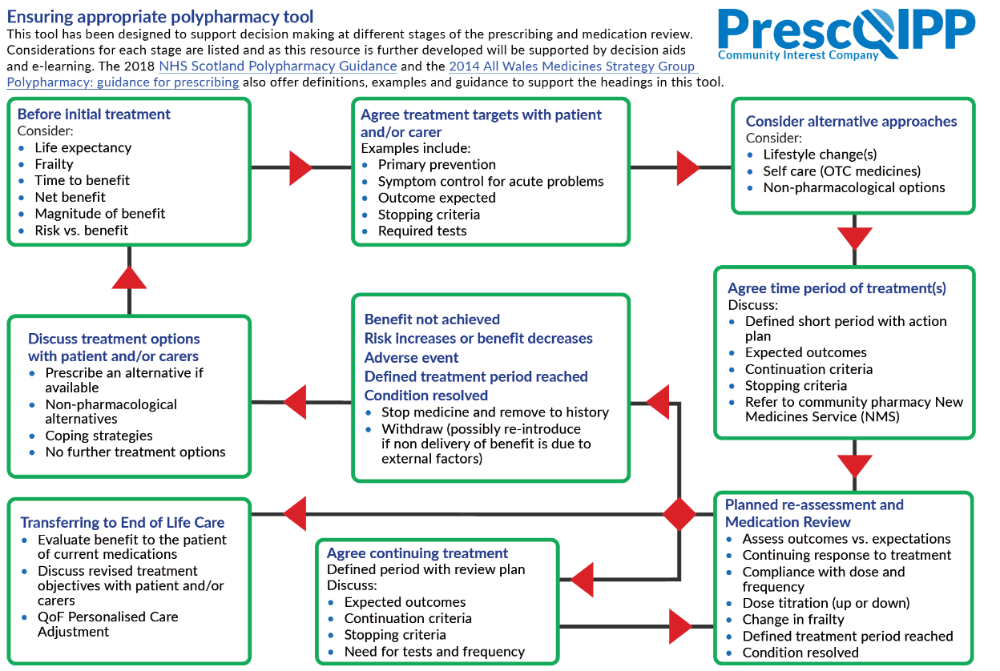 Ensuring appropriate polypharmacy tool
This tool has been designed to support decision making at different stages of the prescribing and medication review.
Considerations for each stage are listed and as this resource is further developed will be supported by decision aids
and e-learning. The 2018 NHS Scotland Polypharmacy Guidance and the 2014 All Wales Medicines Strategy Group
Polypharmacy: guidance for prescribing also offer definitions, examples and guidance to support the headings in this tool.
PrescQIPP
Community Interest Company
Before initial treatment
Consider:
• Life expectancy
• Frailty
• Time to benefit
• Net benefit
• Magnitude of benefit
• Risk vs. benefit
Agree treatment targets with patient
and/or carer
Examples include:
• Primary prevention
• Symptom control for acute problems
• Outcome expected
• Stopping criteria
• Required tests
Consider alternative approaches
Consider:
• Lifestyle change(s)
• Self care (OTC medicines)
• Non-pharmacological options
Agree time period of treatment(s)
Discuss:
• Defined short period with action
plan
• Expected outcomes
• Continuation criteria
• Stopping criteria
• Refer to community pharmacy New
Medicines Service (NMS)
Planned re-assessment and
Medication Review
• Assess outcomes vs. expectations
• Continuing response to treatment
• Compliance with dose and
frequency
• Dose titration (up or down)
• Change in frailty
• Defined treatment period reached
• Condition resolved
Benefit not achieved
Risk increases or benefit decreases
Adverse event
Defined treatment period reached
Condition resolved
• Stop medicine and remove to history
• Withdraw (possibly re-introduce
if non delivery of benefit is due to
external factors)
Discuss treatment options
with patient and/or carers
• Prescribe an alternative if
available
• Non-pharmacological
alternatives
• Coping strategies
• No further treatment options
Transferring to End of Life Care
• Evaluate benefit to the patient
of current medications
• Discuss revised treatment
objectives with patient and/or
carers
• QoF Personalised Care
Adjustment
Agree continuing treatment
Defined period with review plan
Discuss:
• Expected outcomes
• Continuation criteria
• Stopping criteria
• Need for tests and frequency